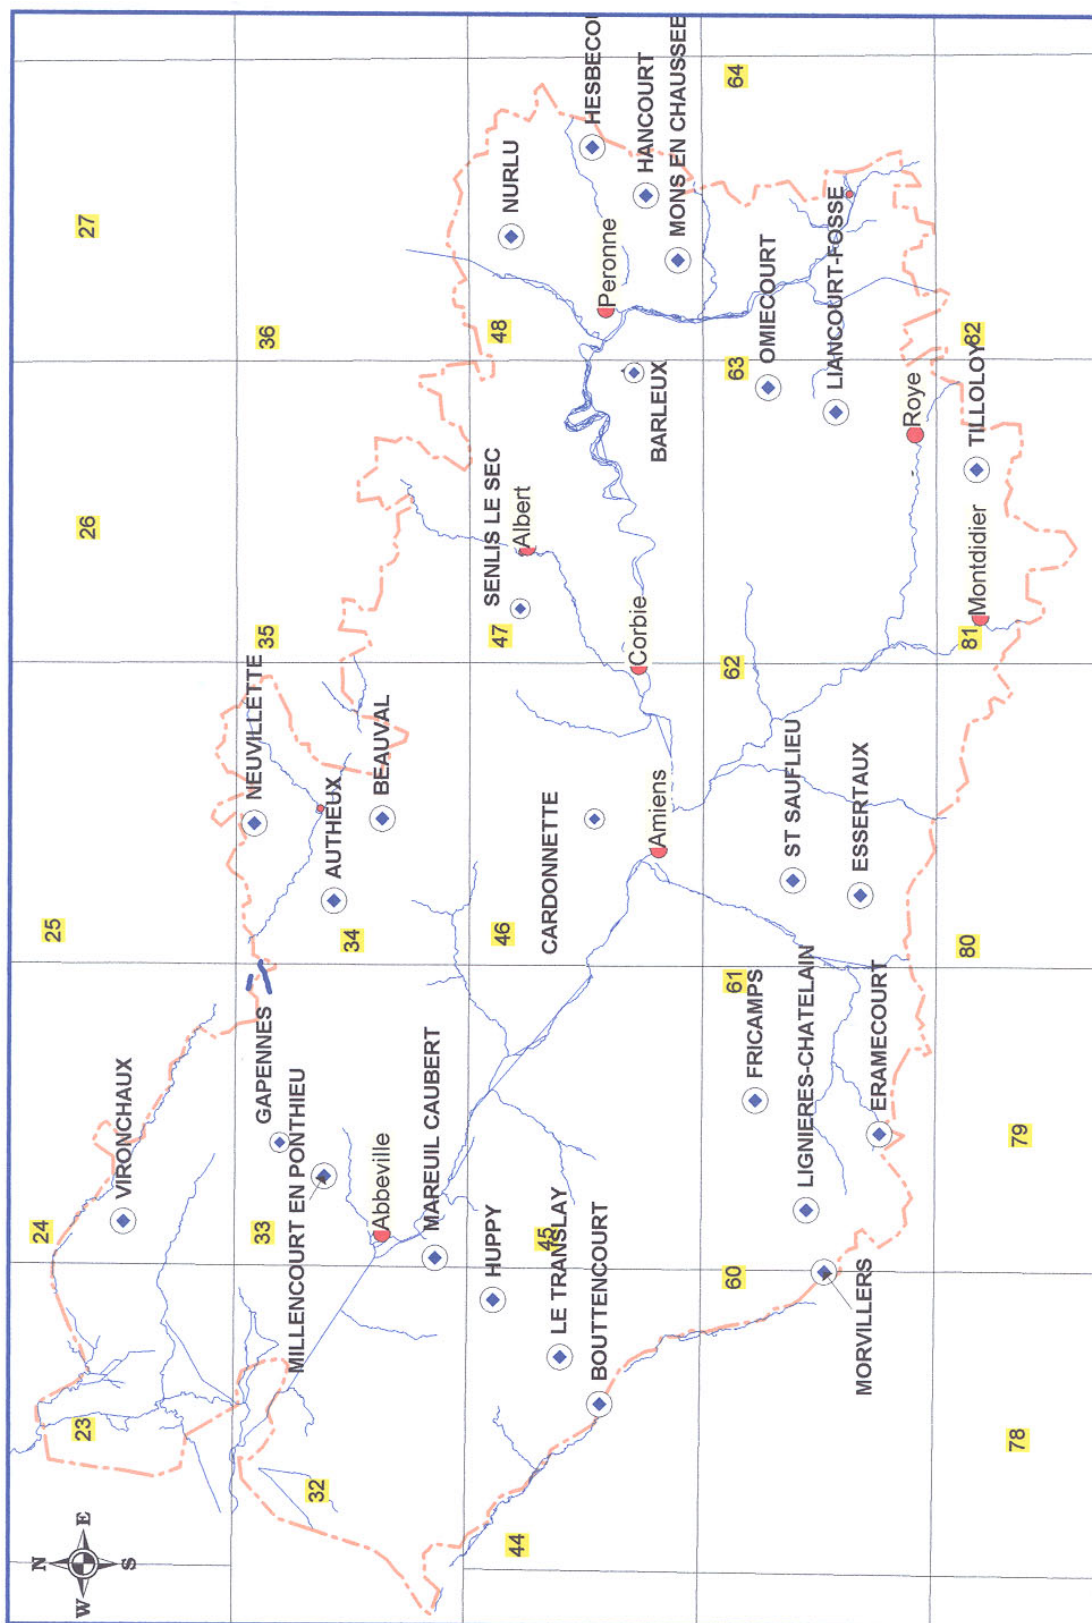 N
W E
S
23
24
25
26
27
VIRONCHAUX
32
33
34
35
36
GAPENNES
MILLENCOURT EN PONTHIEU
NEUVILLETTE
AUTHEUX
BEAUVAL
Abbeville
MAREUIL CAUBERT
44
45
46
47
48
HUPPY
LE TRANSLAY
BOUTTENCOURT
CARDONNETTE
Amiens
SENLIS LE SEC
Albert
Corbie
NURLU
HESBECOU
HANCOURT
MONS EN CHAUSSEE
Peronne
BARLEUX
60
61
62
63
64
FRICAMPS
LIGNIERES-CHATELAIN
ERAMECOURT
MORVILLERS
ST SAUFLIEU
ESSERTAUX
OMIECOURT
LIANCOURT-FOSSE
Roye
78
79
80
81
82
Montdidier
TILLOLOY